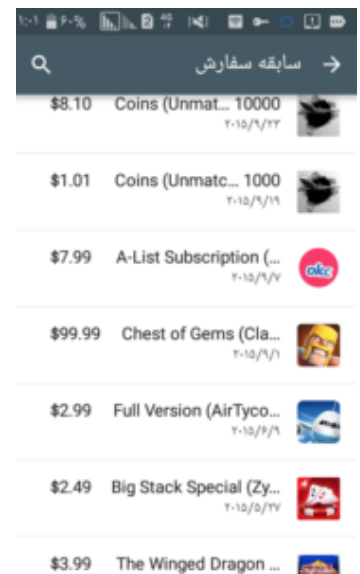 ۱:۰۱ ۶۰%
سابقه سفارش
$8.10 Coins (Unmat... 10000
۲۰۱۵/۹/۲۳
$1.01 Coins (Unmatc... 1000
۲۰۱۵/۹/۱۹
$7.99 A-List Subscription (...
۲۰۱۵/۹/۷
okc
$99.99 Chest of Gems (Cla...
۲۰۱۵/۹/۱
$2.99 Full Version (AirTyco...
۲۰۱۵/۶/۹
$2.49 Big Stack Special (Zy...
۲۰۱۵/۵/۲۷
$3.99 The Winged Dragon ...